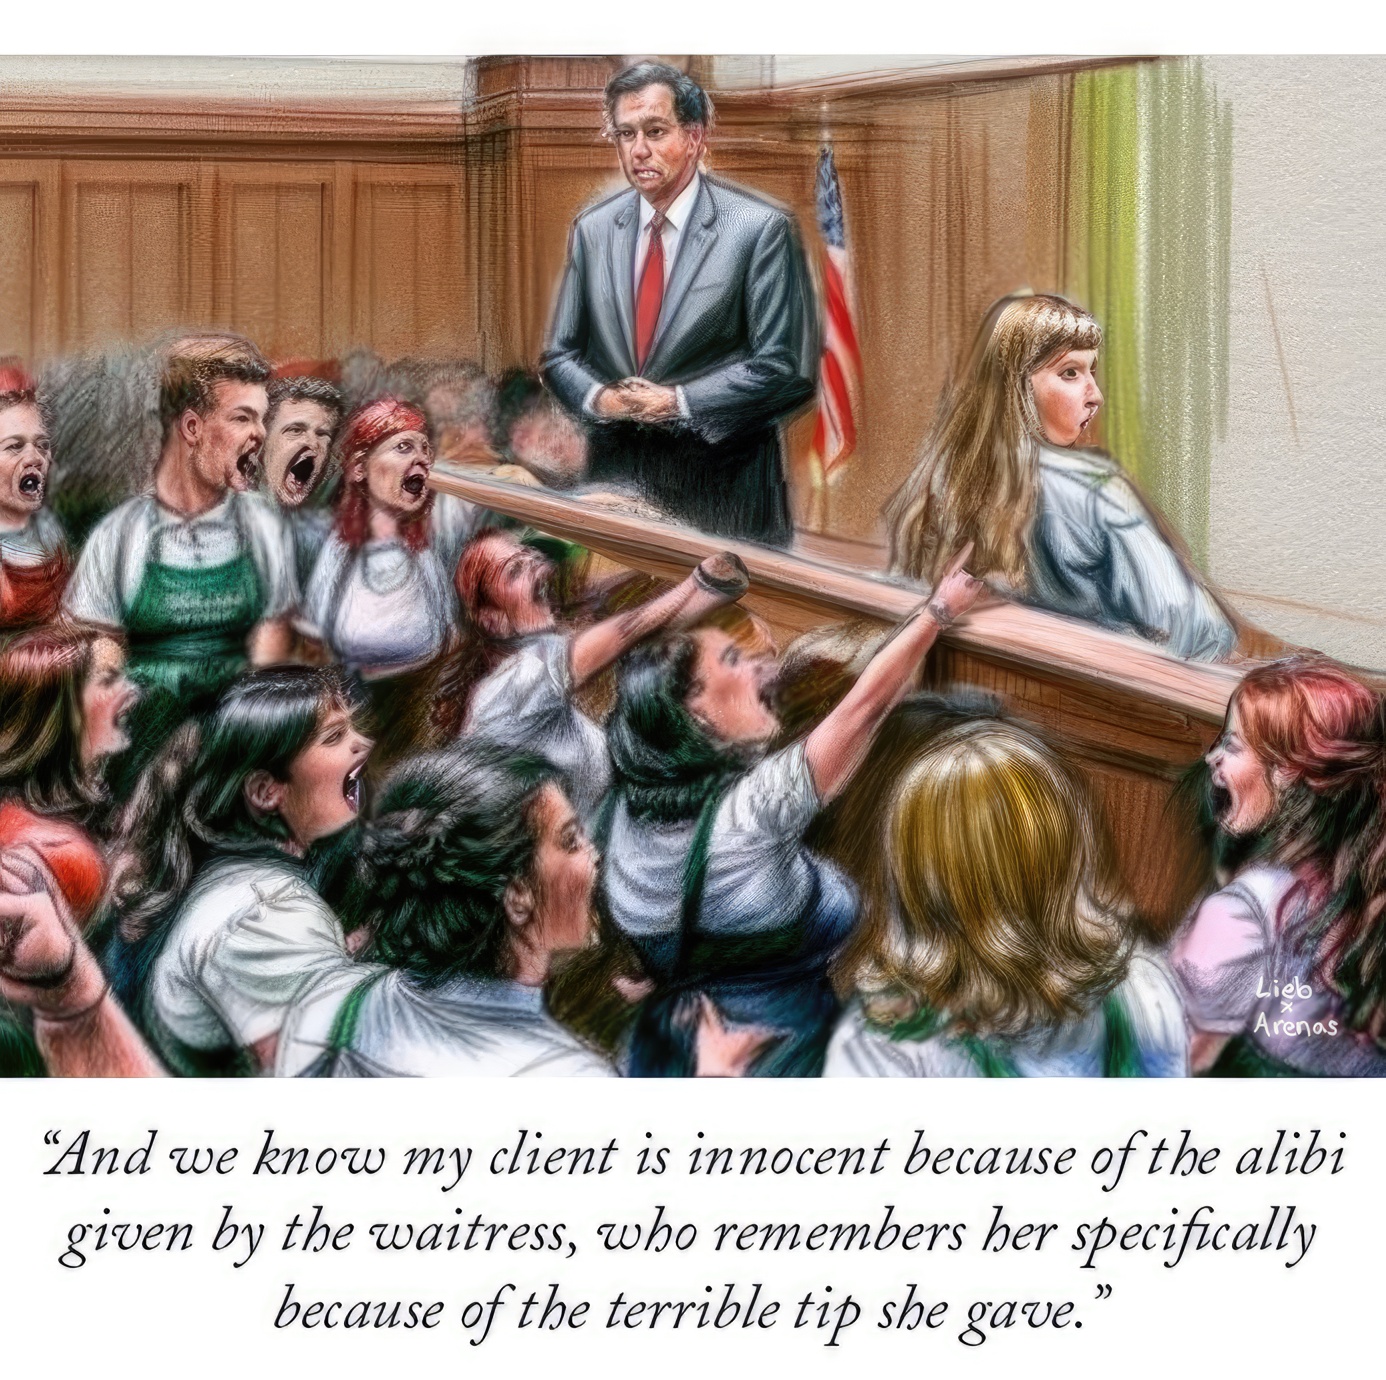 Lieb
x
Arenas
“And we know my client is innocent because of the alibi
given by the waitress, who remembers her specifically
because of the terrible tip she gave.”